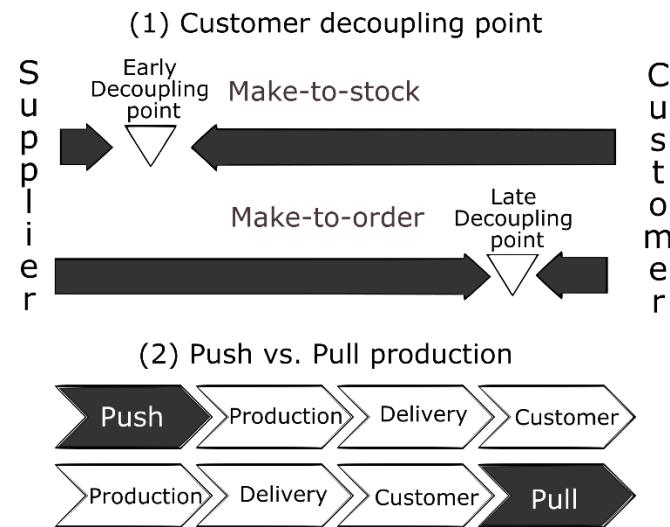 (1) Customer decoupling point
Supplier
Early
Decoupling
point
Make-to-stock
Customer
Make-to-order
Late
Decoupling
point
(2) Push vs. Pull production
Push Production Delivery Customer
Production Delivery Customer Pull